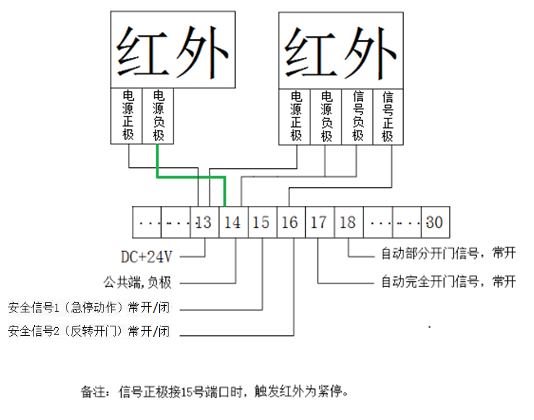 红外
红外
电源正极
电源负极
电源正极
电源负极
信号负极
信号正极
……13 14 15 16 17 18 ……30
DC+24V
公共端,负极
安全信号1（急停动作）常开/闭
安全信号2（反转开门）常开/闭
自动部分开门信号，常开
自动完全开门信号，常开
备注：信号正极接15号端口时，触发红外为紧停。